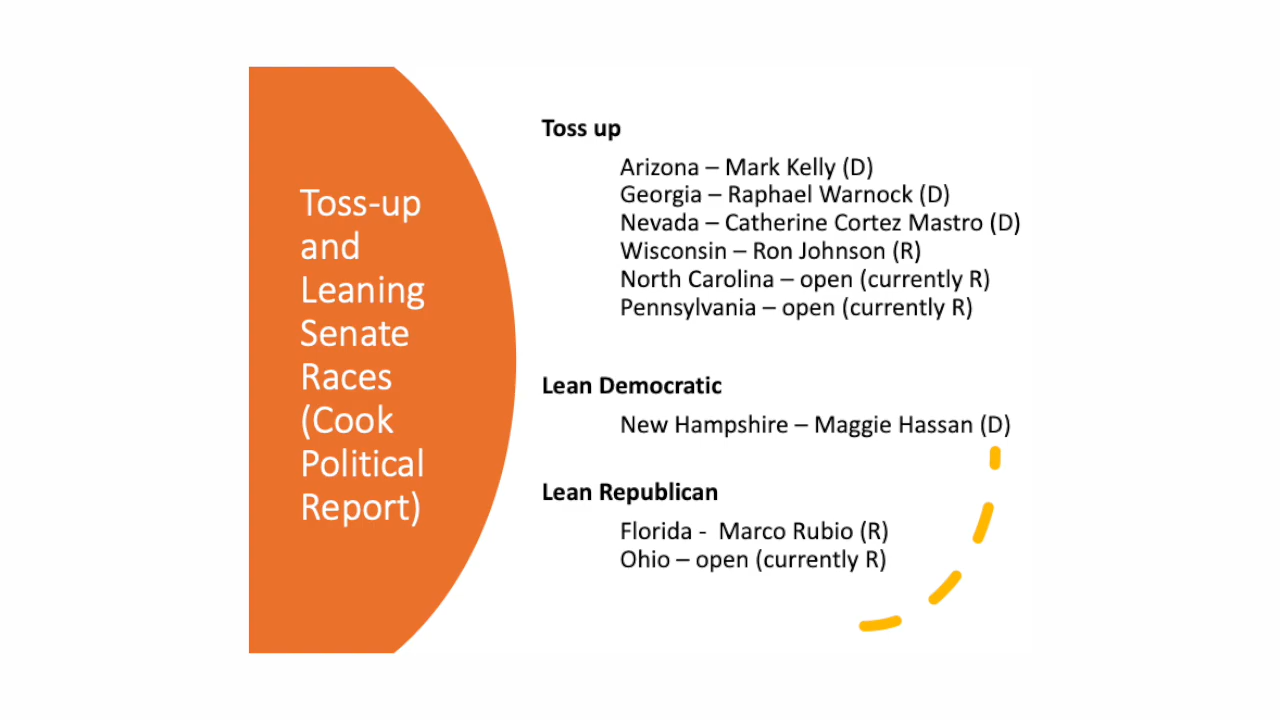 Toss-up
and
Leaning
Senate
Races
(Cook
Political
Report)
Toss up
Arizona – Mark Kelly (D)
Georgia – Raphael Warnock (D)
Nevada – Catherine Cortez Mastro (D)
Wisconsin – Ron Johnson (R)
North Carolina – open (currently R)
Pennsylvania – open (currently R)
Lean Democratic
New Hampshire – Maggie Hassan (D)
Lean Republican
Florida -  Marco Rubio (R)
Ohio – open (currently R)